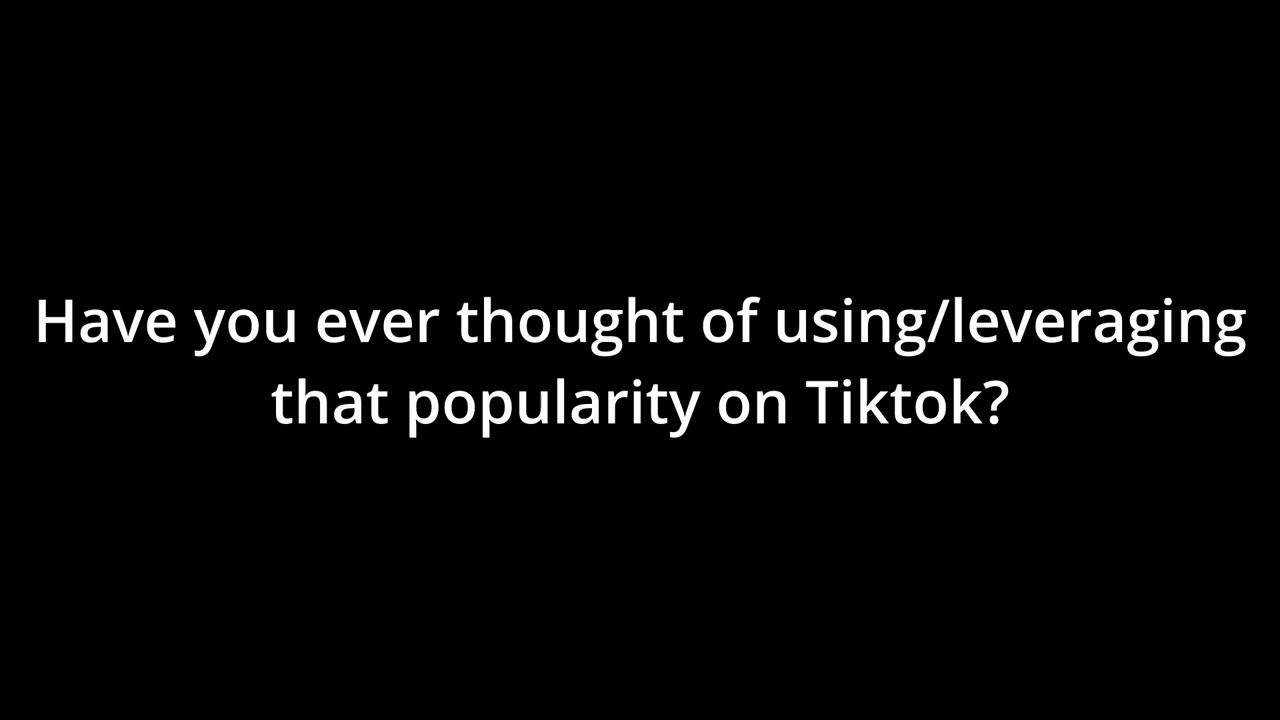 Have you ever thought of using/leveraging
that popularity on Tiktok?